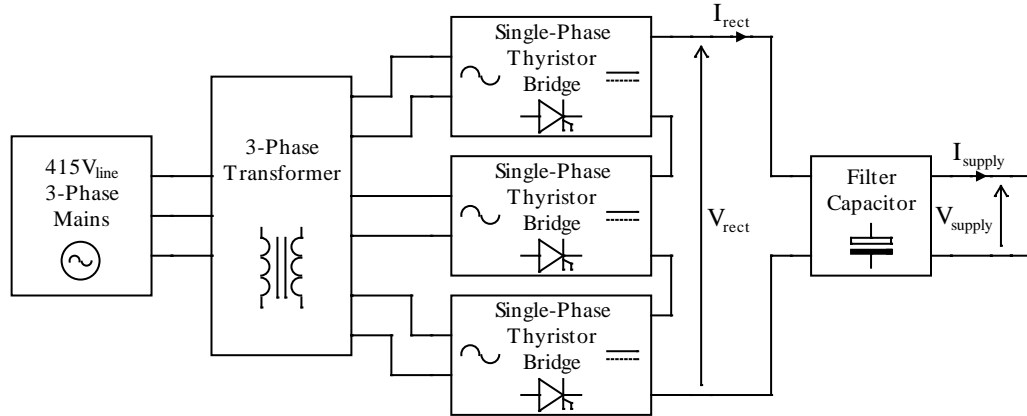 415V_line
3-Phase
Mains
3-Phase
Transformer
Single-Phase
Thyristor
Bridge
Single-Phase
Thyristor
Bridge
Single-Phase
Thyristor
Bridge
I_rect
V_rect
Filter
Capacitor
I_supply
V_supply